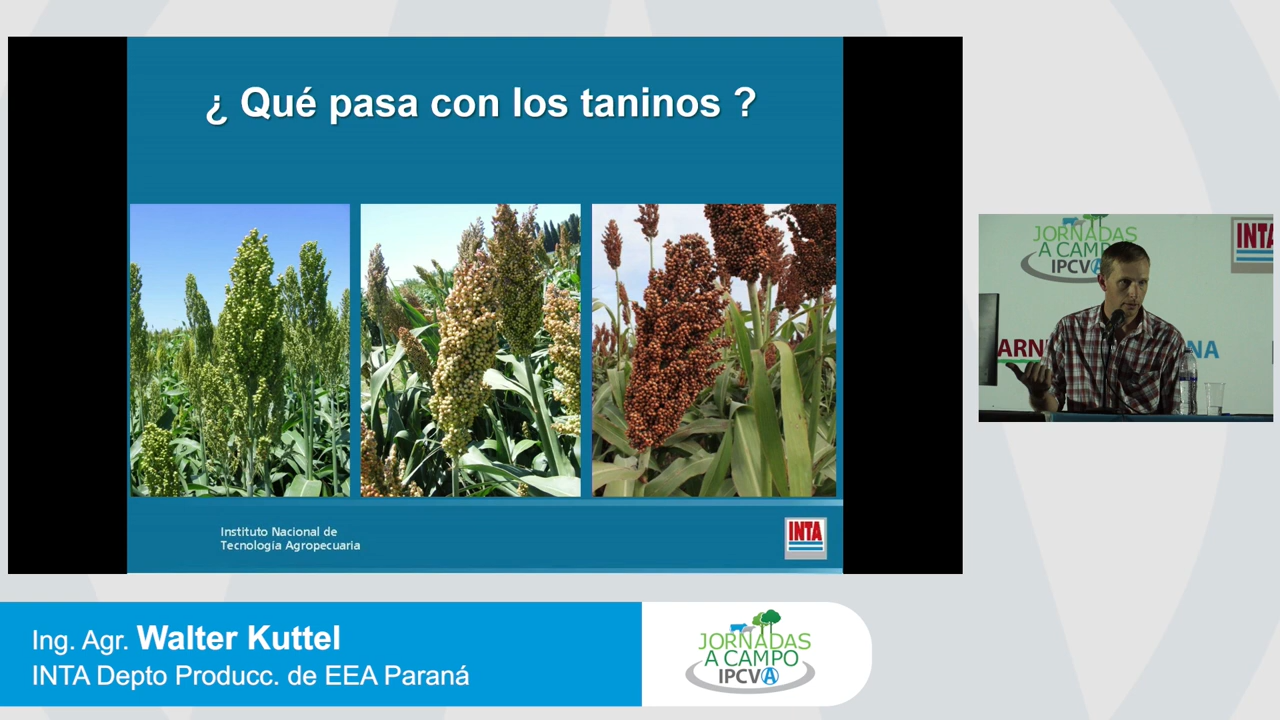 ¿ Qué pasa con los taninos ?
Instituto Nacional de
Tecnología Agropecuaria
INTA
JORNADAS
A CAMPO
IPCVA
INTA
ARN
NA
Ing. Agr. Walter Kuttel
INTA Depto Producc. de EEA Paraná
JORNADAS
A CAMPO
IPCVA